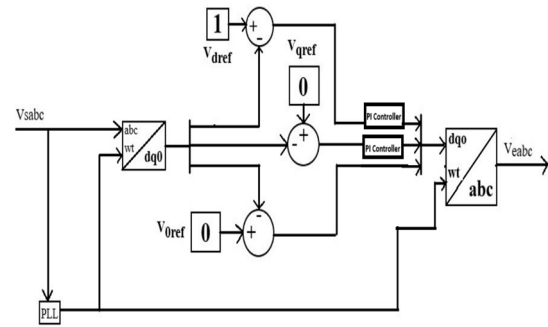 1
+
-
Vdref
Vqref
0
Vsabc
abc
wt
dq0
+
-
PI Controller
PI Controller
dqo
wt
abc
Veabc
V0ref
0
-
+
PLL